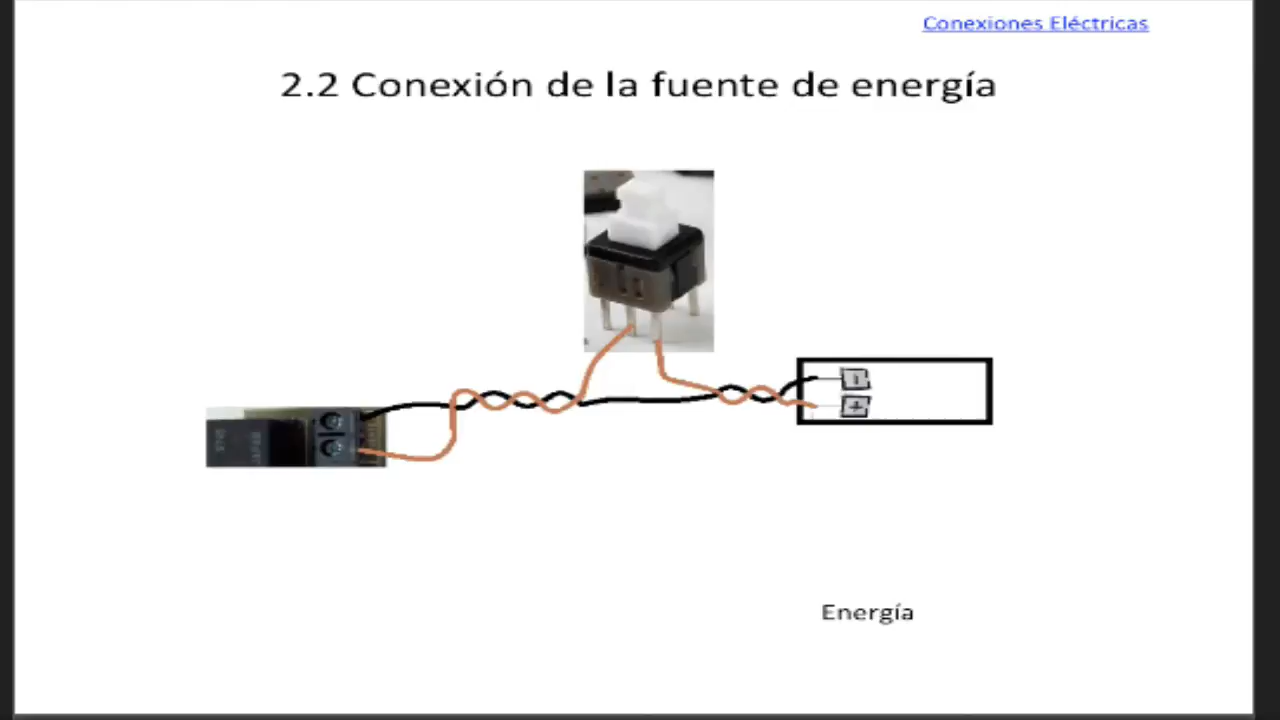 Conexiones Eléctricas
2.2 Conexión de la fuente de energía
-
+
Energía